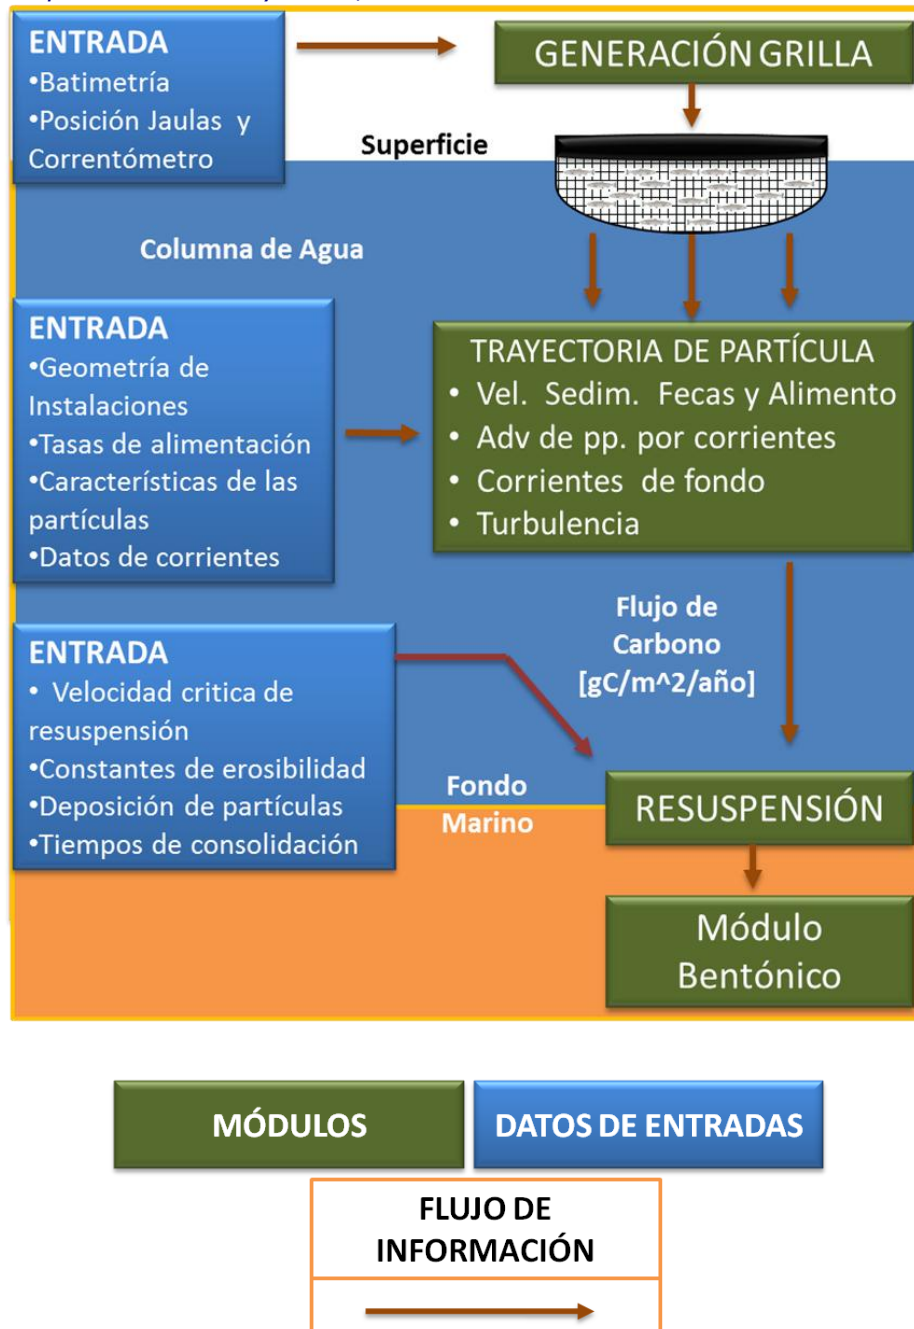 ENTRADA
•Batimetría
•Posición Jaulas y
Correntómetro
GENERACIÓN GRILLA
Superficie
Columna de Agua
ENTRADA
•Geometría de
Instalaciones
•Tasas de alimentación
•Características de las
partículas
•Datos de corrientes
TRAYECTORIA DE PARTÍCULA
• Vel. Sedim. Fecas y Alimento
• Adv de pp. por corrientes
• Corrientes de fondo
• Turbulencia
Flujo de
Carbono
[gC/m^2/año]
ENTRADA
• Velocidad critica de
resuspensión
•Constantes de erosibilidad
•Deposición de partículas
•Tiempos de consolidación
Fondo
Marino
RESUSPENSIÓN
Módulo
Bentónico
MÓDULOS
DATOS DE ENTRADAS
FLUJO DE
INFORMACIÓN